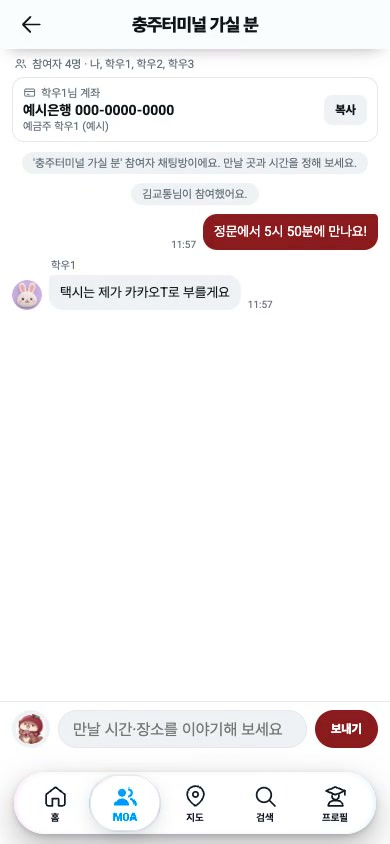 충주터미널 가실 분
참여자 4명 · 나, 학우1, 학우2, 학우3
학우1님 계좌
예시은행 000-0000-0000
예금주 학우1 (예시)
복사
'충주터미널 가실 분' 참여자 채팅방이에요. 만날 곳과 시간을 정해 보세요.
김교통님이 참여했어요.
11:57
정문에서 5시 50분에 만나요!
학우1
택시는 제가 카카오T로 부를게요
11:57
만날 시간·장소를 이야기해 보세요
보내기
홈
MOA
지도
검색
프로필